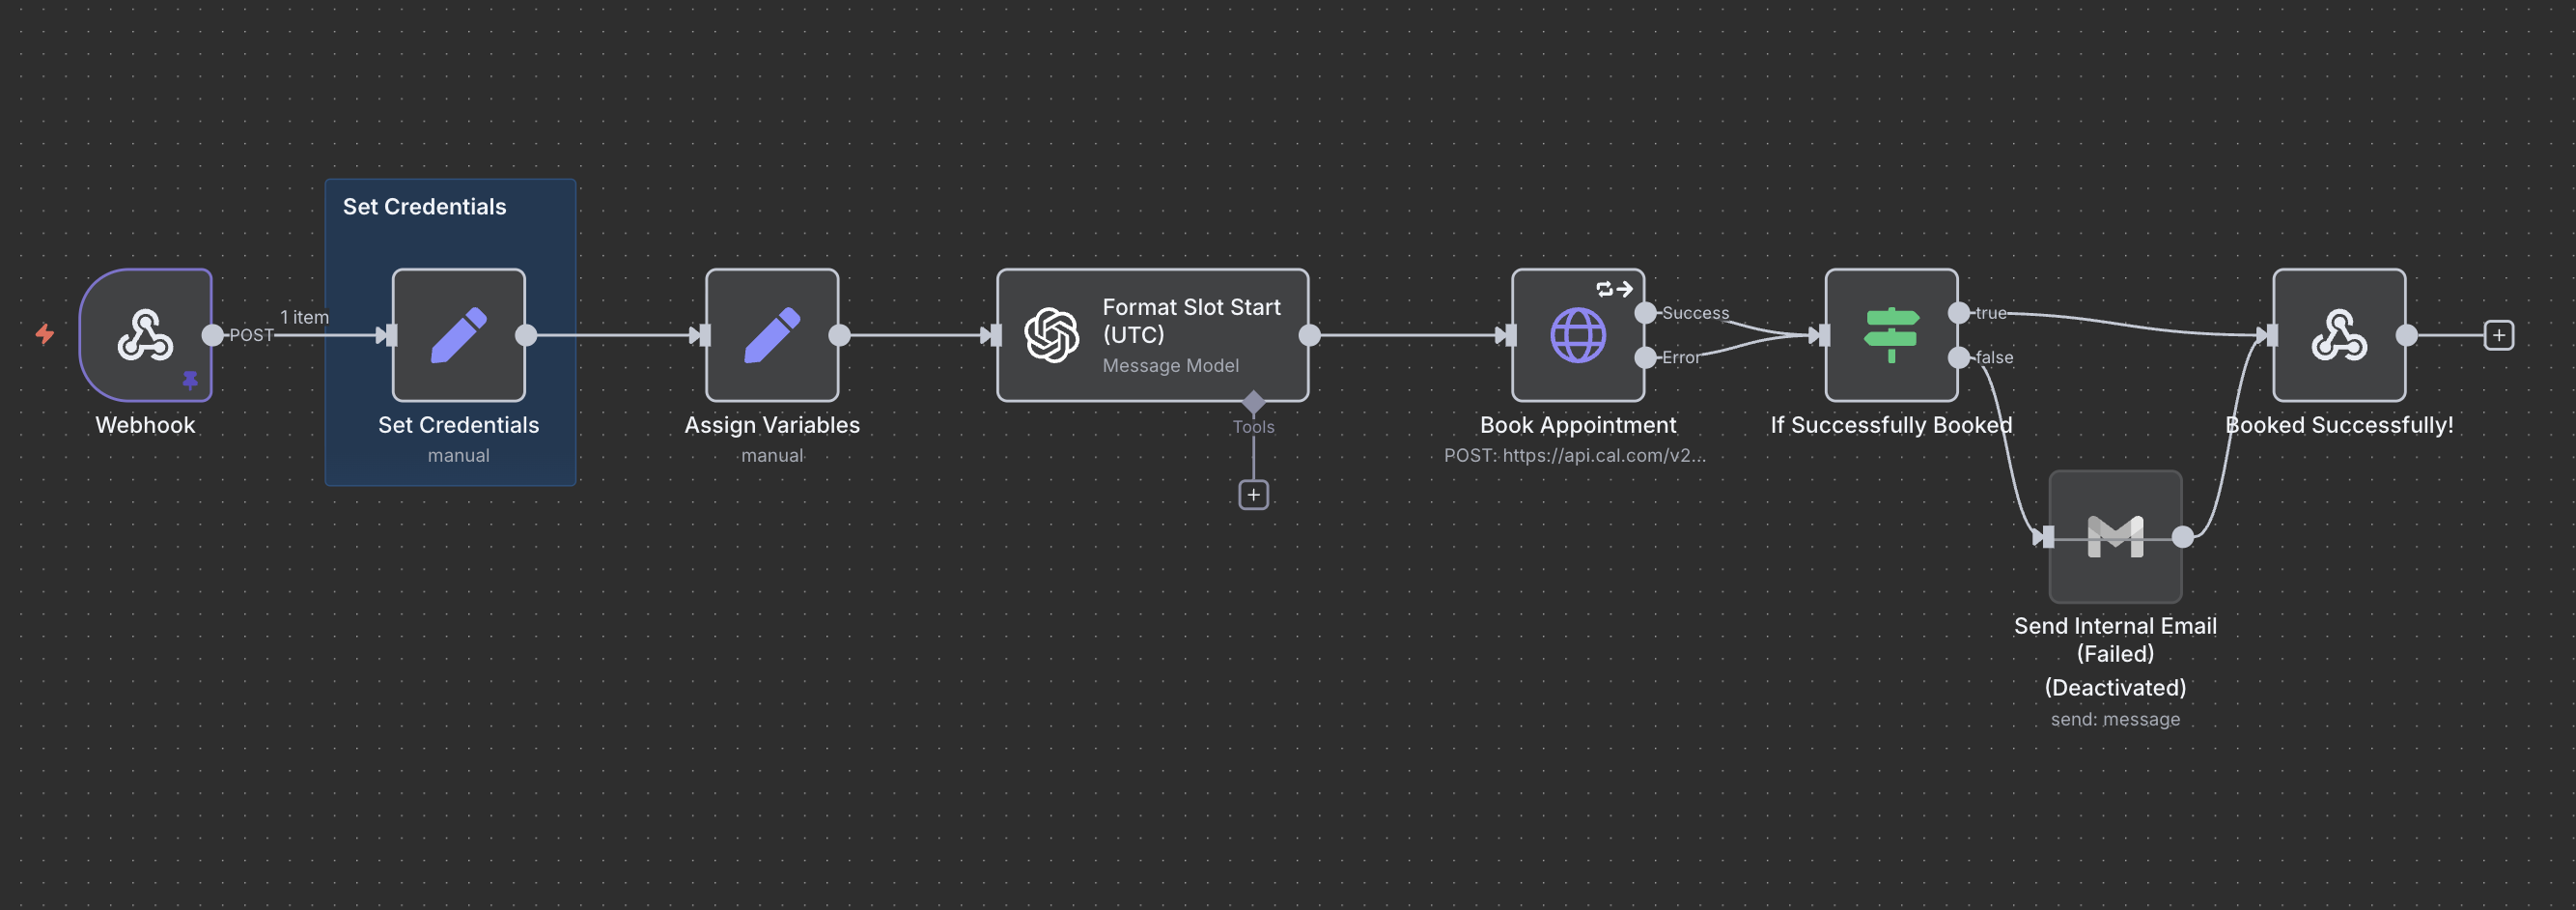 Set Credentials
POST
1 item
Webhook
Set Credentials
manual
Assign Variables
manual
Format Slot Start
(UTC)
Message Model
Tools
Success
Error
Book Appointment
POST: https://api.cal.com/v2...
true
false
If Successfully Booked
Booked Successfully!
Send Internal Email
(Failed)
(Deactivated)
send: message